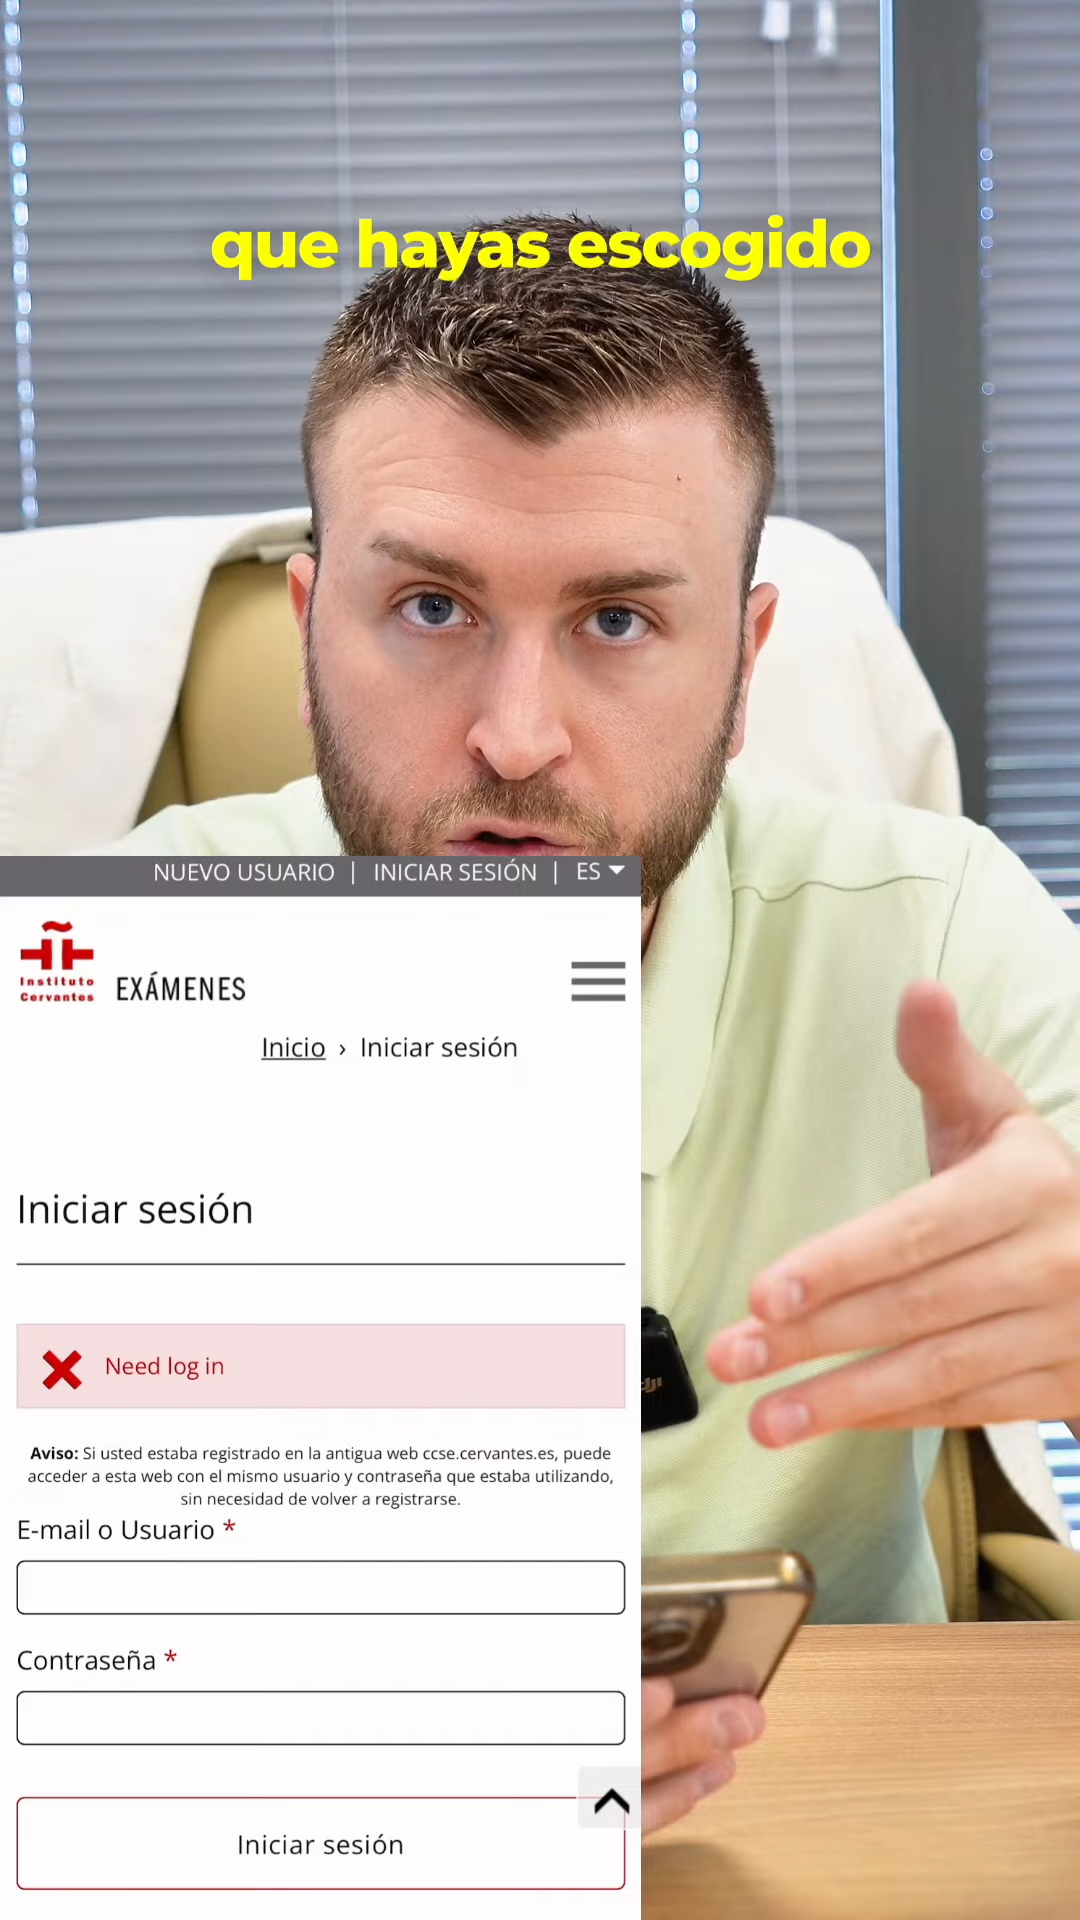 que hayas escogido
NUEVO USUARIO | INICIAR SESIÓN | ES
Instituto
Cervantes
EXÁMENES
Inicio › Iniciar sesión
Iniciar sesión
Need log in
Aviso: Si usted estaba registrado en la antigua web ccse.cervantes.es, puede
acceder a esta web con el mismo usuario y contraseña que estaba utilizando,
sin necesidad de volver a registrarse.
E-mail o Usuario *
Contraseña *
Iniciar sesión
dji